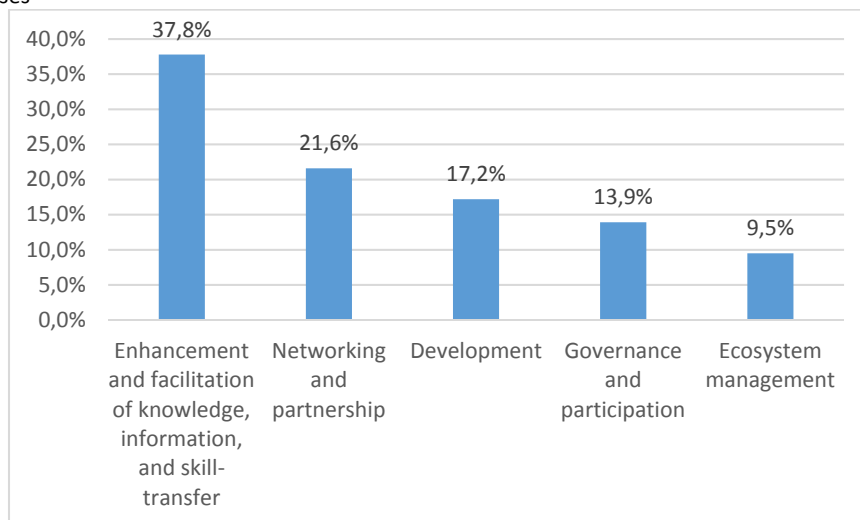 ses
37,8%
40,0%
35,0%
30,0%
25,0%
20,0%
15,0%
10,0%
5,0%
0,0%
21,6%
17,2%
13,9%
9,5%
Enhancement
and facilitation
of knowledge,
information,
and skill-
transfer
Networking
and
partnership
Development
Governance
and
participation
Ecosystem
management